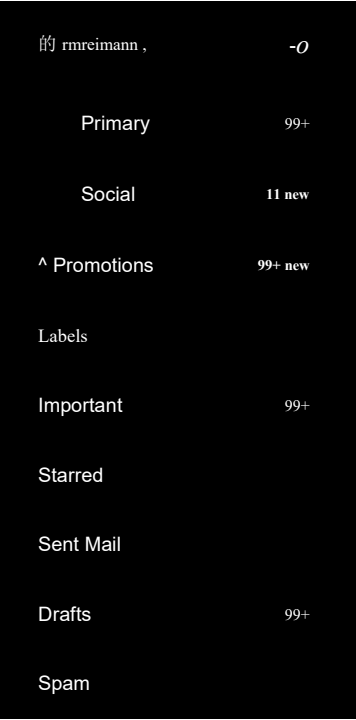 的 rmreimann ,
-o
Primary 99+
Social 11 new
^ Promotions 99+ new
Labels
Important 99+
Starred
Sent Mail
Drafts 99+
Spam